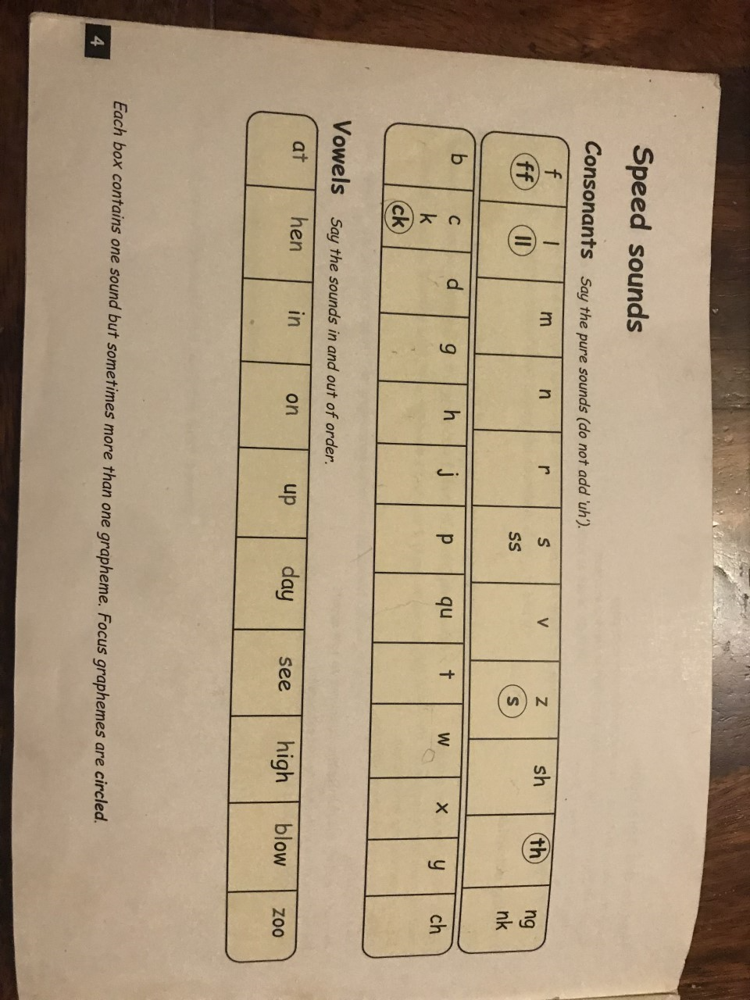 Speed sounds
Consonants Say the pure sounds (do not add 'uh').
f l m n r s v z sh th ng
ff ll ss s nk
b c d g h j p qu t w x y ch
k
ck
Vowels Say the sounds in and out of order.
at hen in on up day see high blow zoo
Each box contains one sound but sometimes more than one grapheme. Focus graphemes are circled.
4